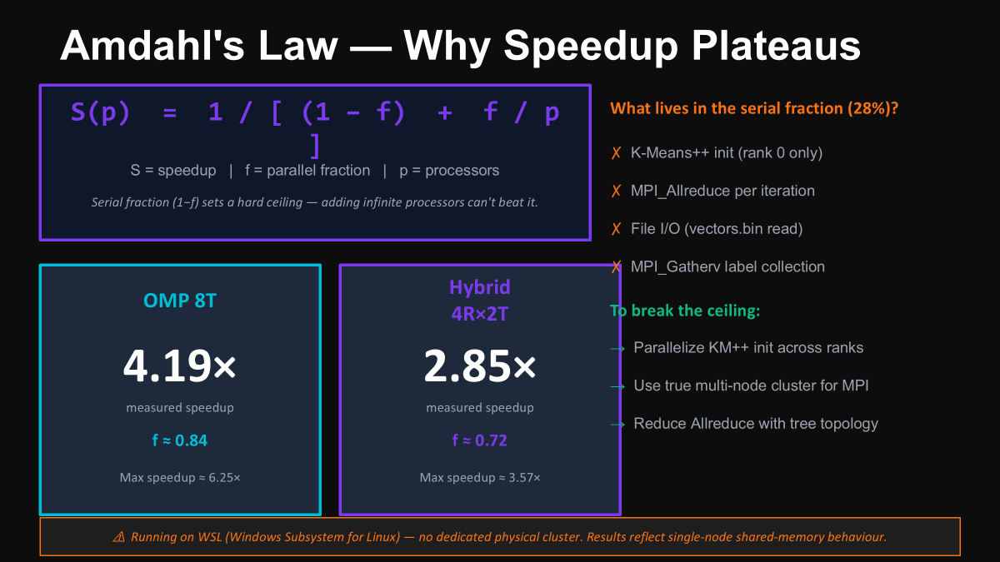 Amdahl's Law — Why Speedup Plateaus
S(p) = 1 / [ (1 − f) + f / p
]
S = speedup | f = parallel fraction | p = processors
Serial fraction (1−f) sets a hard ceiling — adding infinite processors can't beat it.
OMP 8T
4.19×
measured speedup
f ≈ 0.84
Max speedup ≈ 6.25×
Hybrid
4R×2T
2.85×
measured speedup
f ≈ 0.72
Max speedup ≈ 3.57×
What lives in the serial fraction (28%)?
✗ K-Means++ init (rank 0 only)
✗ MPI_Allreduce per iteration
✗ File I/O (vectors.bin read)
✗ MPI_Gatherv label collection
To break the ceiling:
→ Parallelize KM++ init across ranks
→ Use true multi-node cluster for MPI
→ Reduce Allreduce with tree topology
⚠ Running on WSL (Windows Subsystem for Linux) — no dedicated physical cluster. Results reflect single-node shared-memory behaviour.